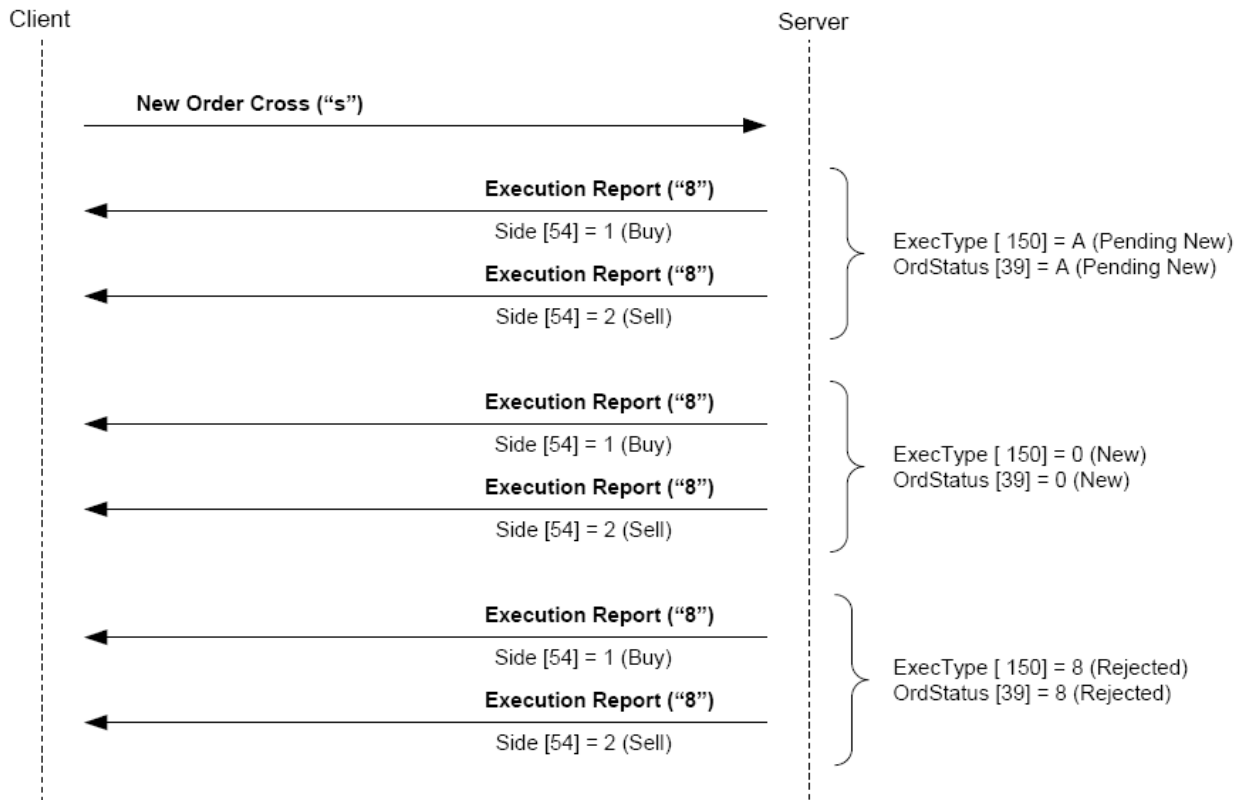 Client
Server
New Order Cross (“s”)
Execution Report (“8”)
Side [54] = 1 (Buy)
Execution Report (“8”)
Side [54] = 2 (Sell)
ExecType [ 150] = A (Pending New)
OrdStatus [39] = A (Pending New)
Execution Report (“8”)
Side [54] = 1 (Buy)
Execution Report (“8”)
Side [54] = 2 (Sell)
ExecType [ 150] = 0 (New)
OrdStatus [39] = 0 (New)
Execution Report (“8”)
Side [54] = 1 (Buy)
Execution Report (“8”)
Side [54] = 2 (Sell)
ExecType [ 150] = 8 (Rejected)
OrdStatus [39] = 8 (Rejected)